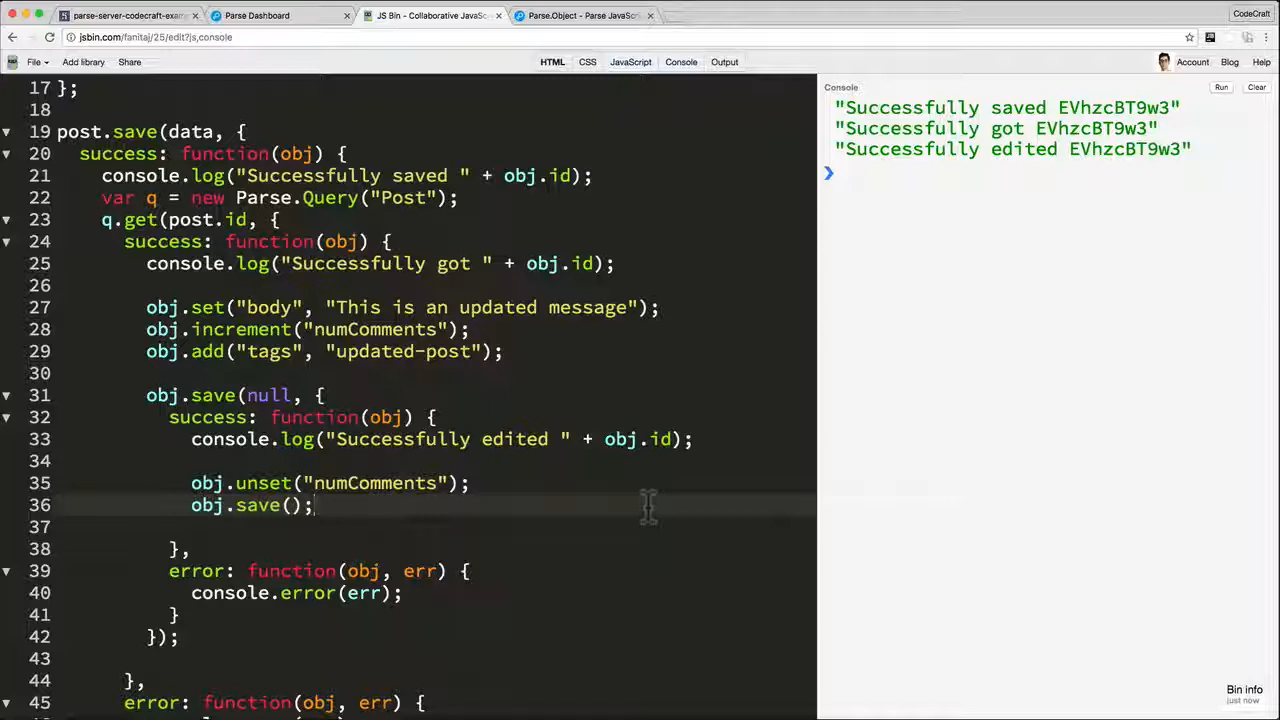 parse-server-codecraft-exam
Parse Dashboard
JS Bin - Collaborative JavaSc
Parse.Object - Parse JavaScri
CodeCraft
jsbin.com/fanitaj/25/edit?js,console
File
Add library
Share
HTML
CSS
JavaScript
Console
Output
Account
Blog
Help
17 };
18
19 post.save(data, {
20 success: function(obj) {
21 console.log("Successfully saved " + obj.id);
22 var q = new Parse.Query("Post");
23 q.get(post.id, {
24 success: function(obj) {
25 console.log("Successfully got " + obj.id);
26
27 obj.set("body", "This is an updated message");
28 obj.increment("numComments");
29 obj.add("tags", "updated-post");
30
31 obj.save(null, {
32 success: function(obj) {
33 console.log("Successfully edited " + obj.id);
34
35 obj.unset("numComments");
36 obj.save();
37
38 },
39 error: function(obj, err) {
40 console.error(err);
41 }
42 });
43
44 },
45 error: function(obj, err) {
Console
Run
Clear
"Successfully saved EVhzcBT9w3"
"Successfully got EVhzcBT9w3"
"Successfully edited EVhzcBT9w3"
Bin info
just now